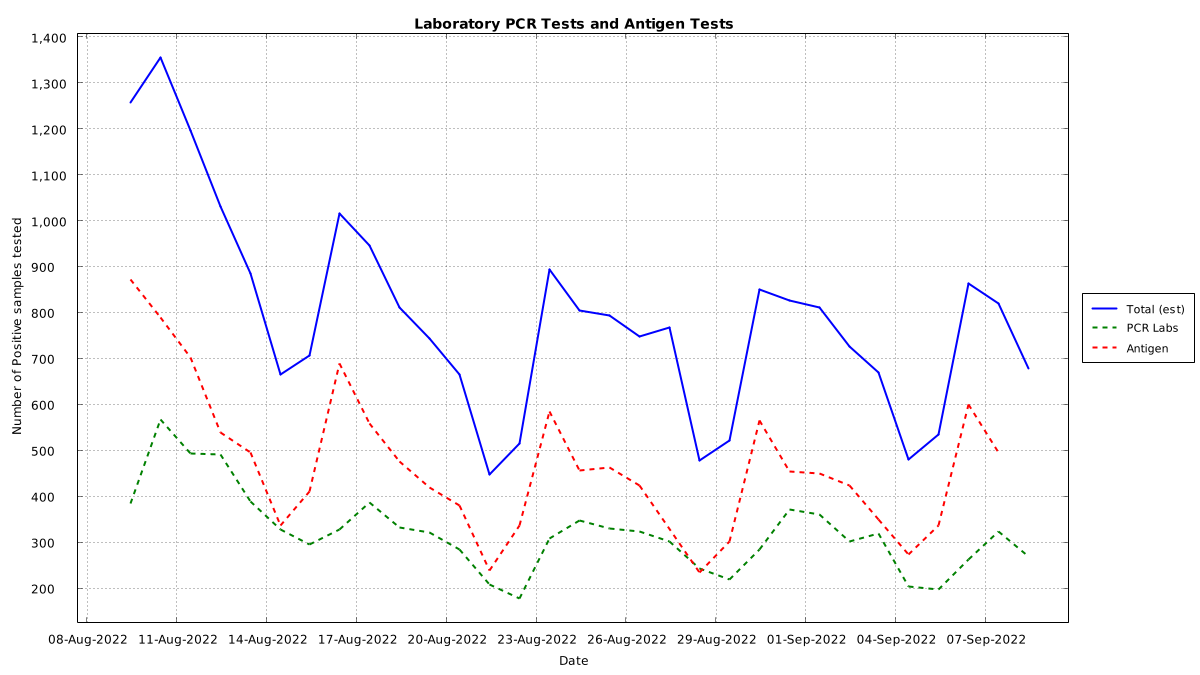 Laboratory PCR Tests and Antigen Tests
1,400
1,300
1,200
1,100
1,000
900
800
700
600
500
400
300
200
Number of Positive samples tested
08-Aug-2022 11-Aug-2022 14-Aug-2022 17-Aug-2022 20-Aug-2022 23-Aug-2022 26-Aug-2022 29-Aug-2022 01-Sep-2022 04-Sep-2022 07-Sep-2022
Date
Total (est)
PCR Labs
Antigen